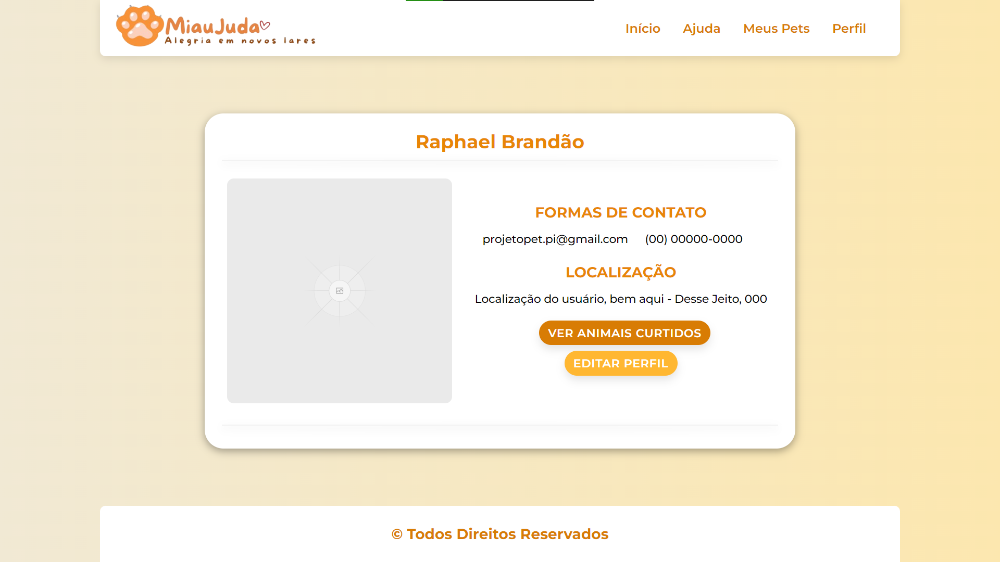 MiauJuda
Alegria em novos lares
Início Ajuda Meus Pets Perfil
Raphael Brandão
FORMAS DE CONTATO
projetopet.pi@gmail.com (00) 00000-0000
LOCALIZAÇÃO
Localização do usuário, bem aqui - Desse Jeito, 000
VER ANIMAIS CURTIDOS
EDITAR PERFIL
© Todos Direitos Reservados